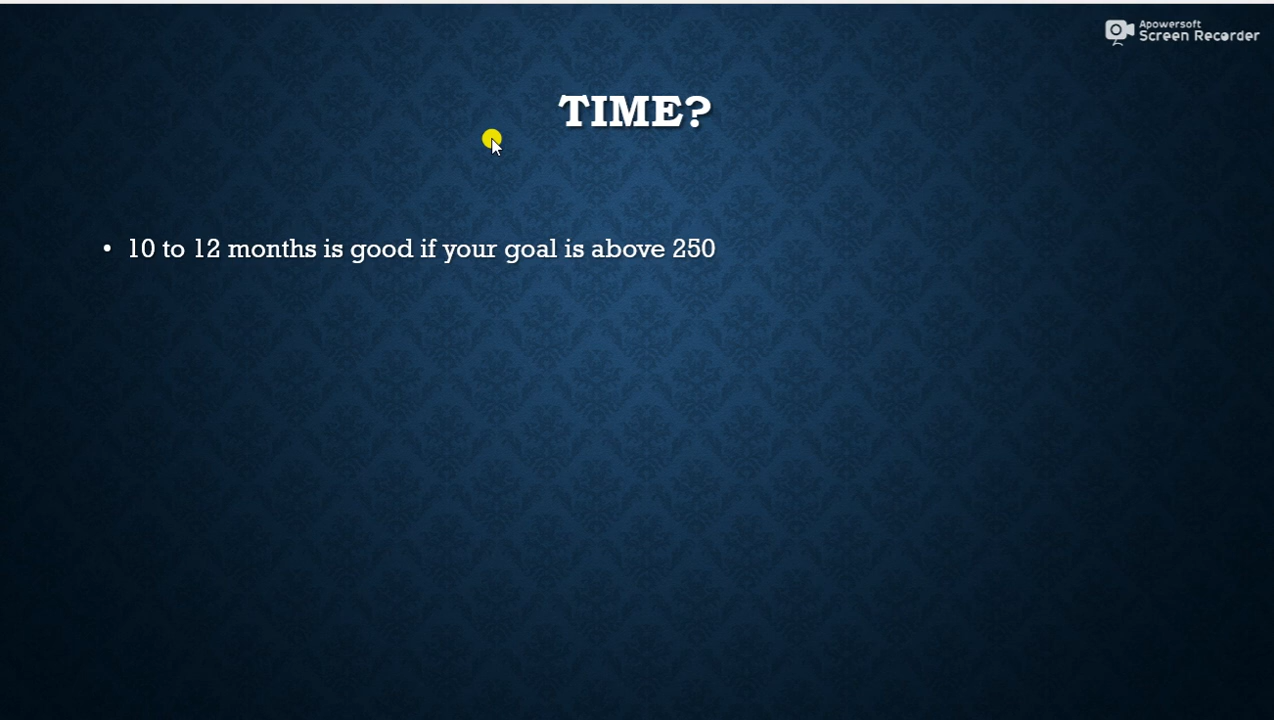 Apowersoft
Screen Recorder
TIME?
• 10 to 12 months is good if your goal is above 250